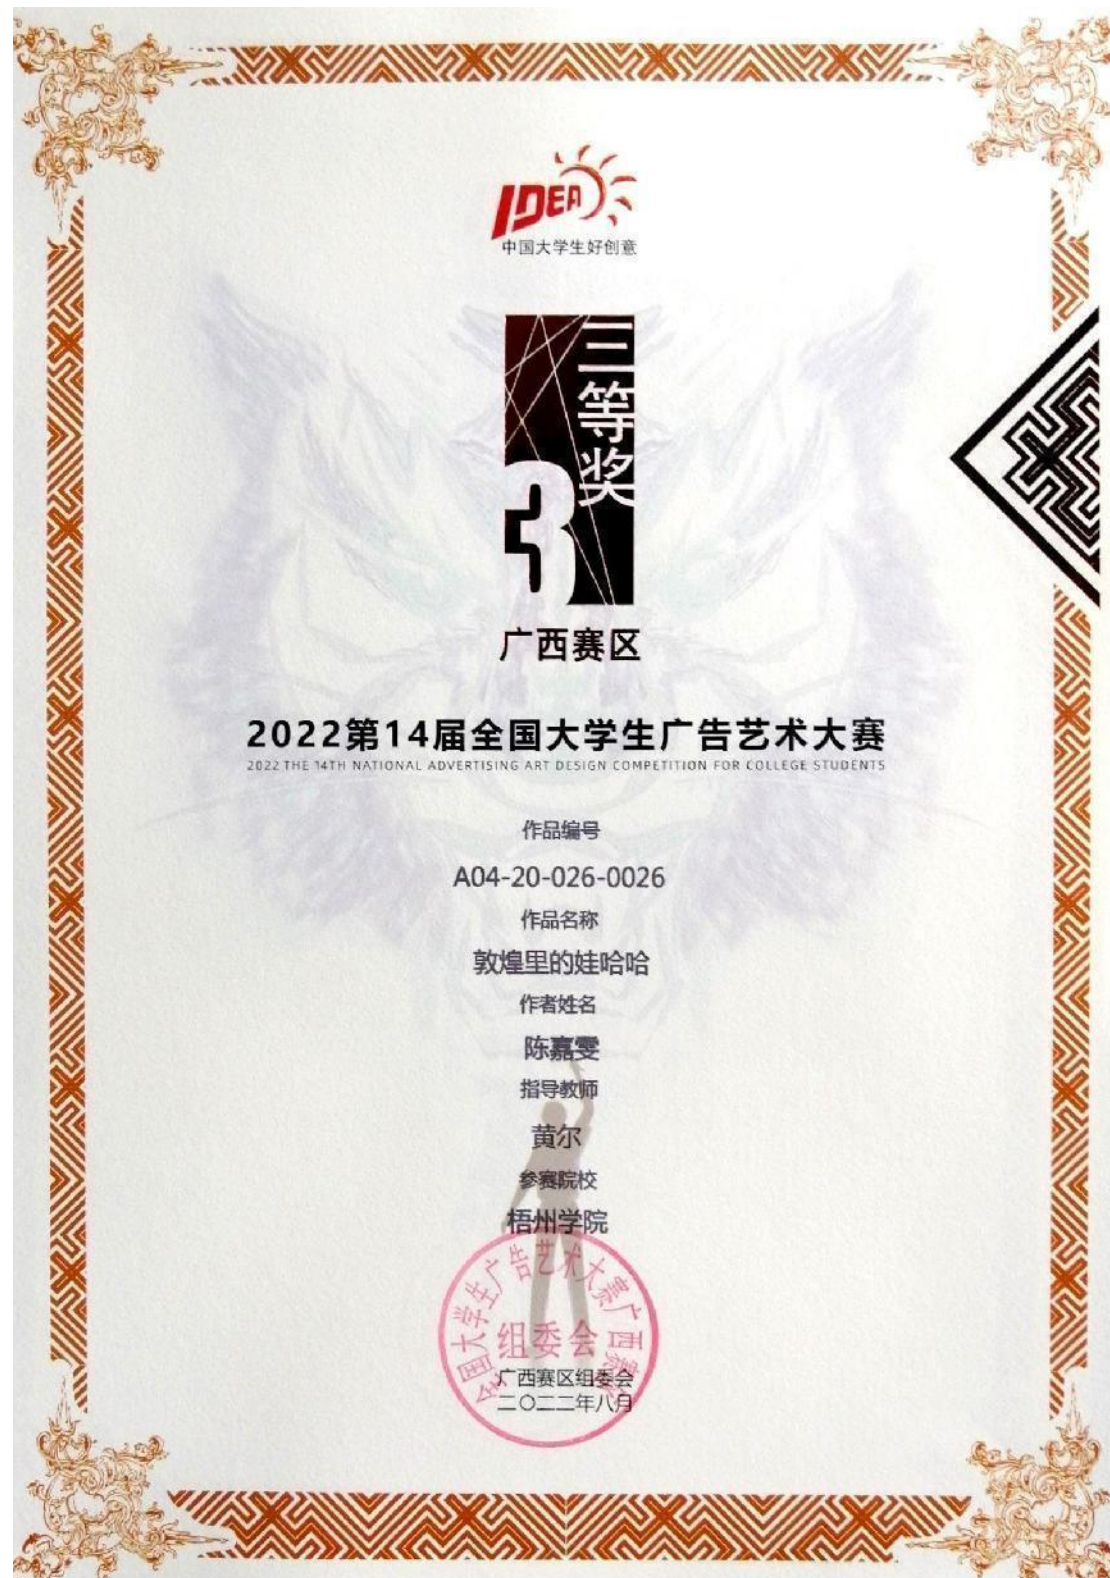 IDEA
中国大学生好创意
三等奖
3
广西赛区
2022第14届全国大学生广告艺术大赛
2022 THE 14TH NATIONAL ADVERTISING ART DESIGN COMPETITION FOR COLLEGE STUDENTS
作品编号
A04-20-026-0026
作品名称
敦煌里的娃哈哈
作者姓名
陈嘉雯
指导教师
黄尔
参赛院校
梧州学院
全国大学生广告艺术大赛广西赛区
组委会
广西赛区组委会
二〇二二年八月